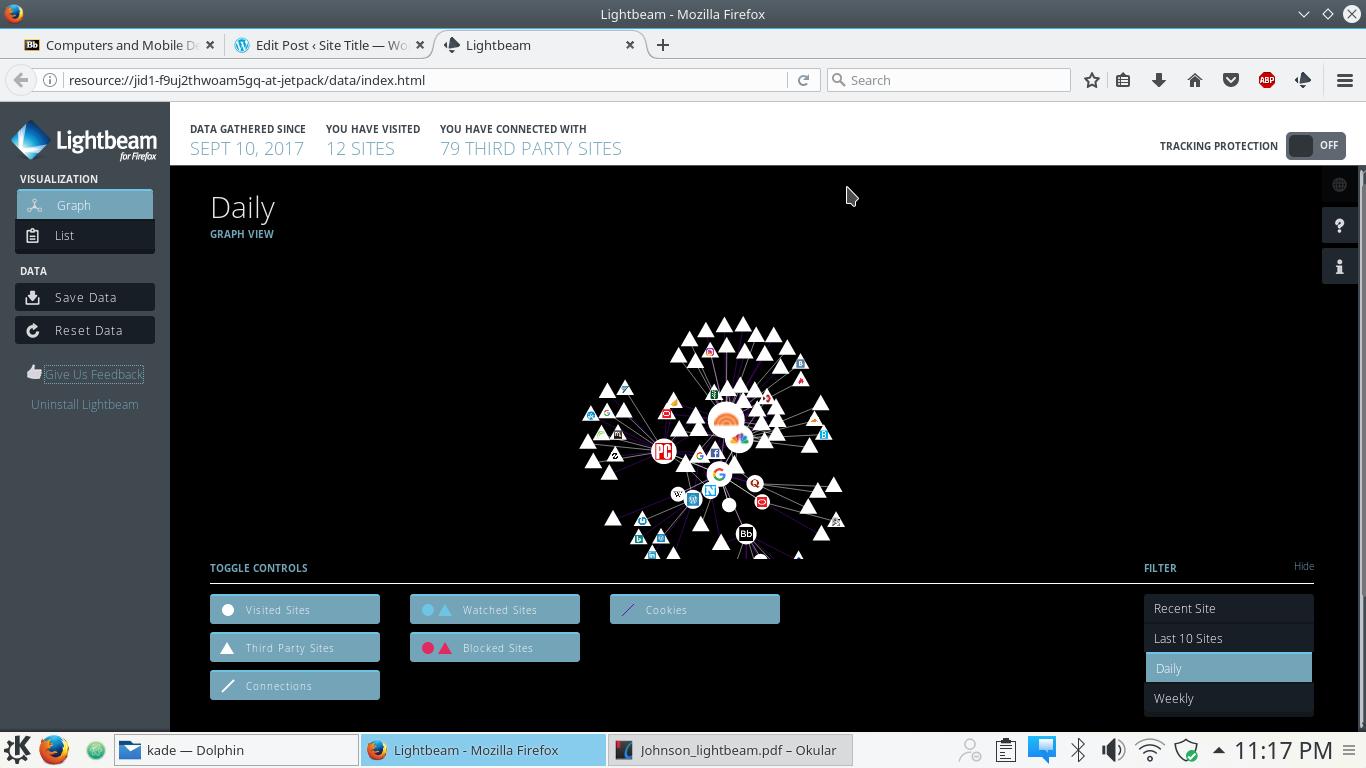 Lightbeam - Mozilla Firefox
Bb Computers and Mobile De
Edit Post ‹ Site Title — Wo
Lightbeam
resource://jid1-f9uj2thwoam5gq-at-jetpack/data/index.html
Search
ABP
Lightbeam
for Firefox
DATA GATHERED SINCE
SEPT 10, 2017
YOU HAVE VISITED
12 SITES
YOU HAVE CONNECTED WITH
79 THIRD PARTY SITES
TRACKING PROTECTION
OFF
VISUALIZATION
Graph
List
DATA
Save Data
Reset Data
Give Us Feedback
Uninstall Lightbeam
Daily
GRAPH VIEW
PC
G
W
N
Q
Bb
TOGGLE CONTROLS
Visited Sites
Watched Sites
Cookies
Third Party Sites
Blocked Sites
Connections
FILTER
Hide
Recent Site
Last 10 Sites
Daily
Weekly
kade — Dolphin
Lightbeam - Mozilla Firefox
Johnson_lightbeam.pdf – Okular
11:17 PM